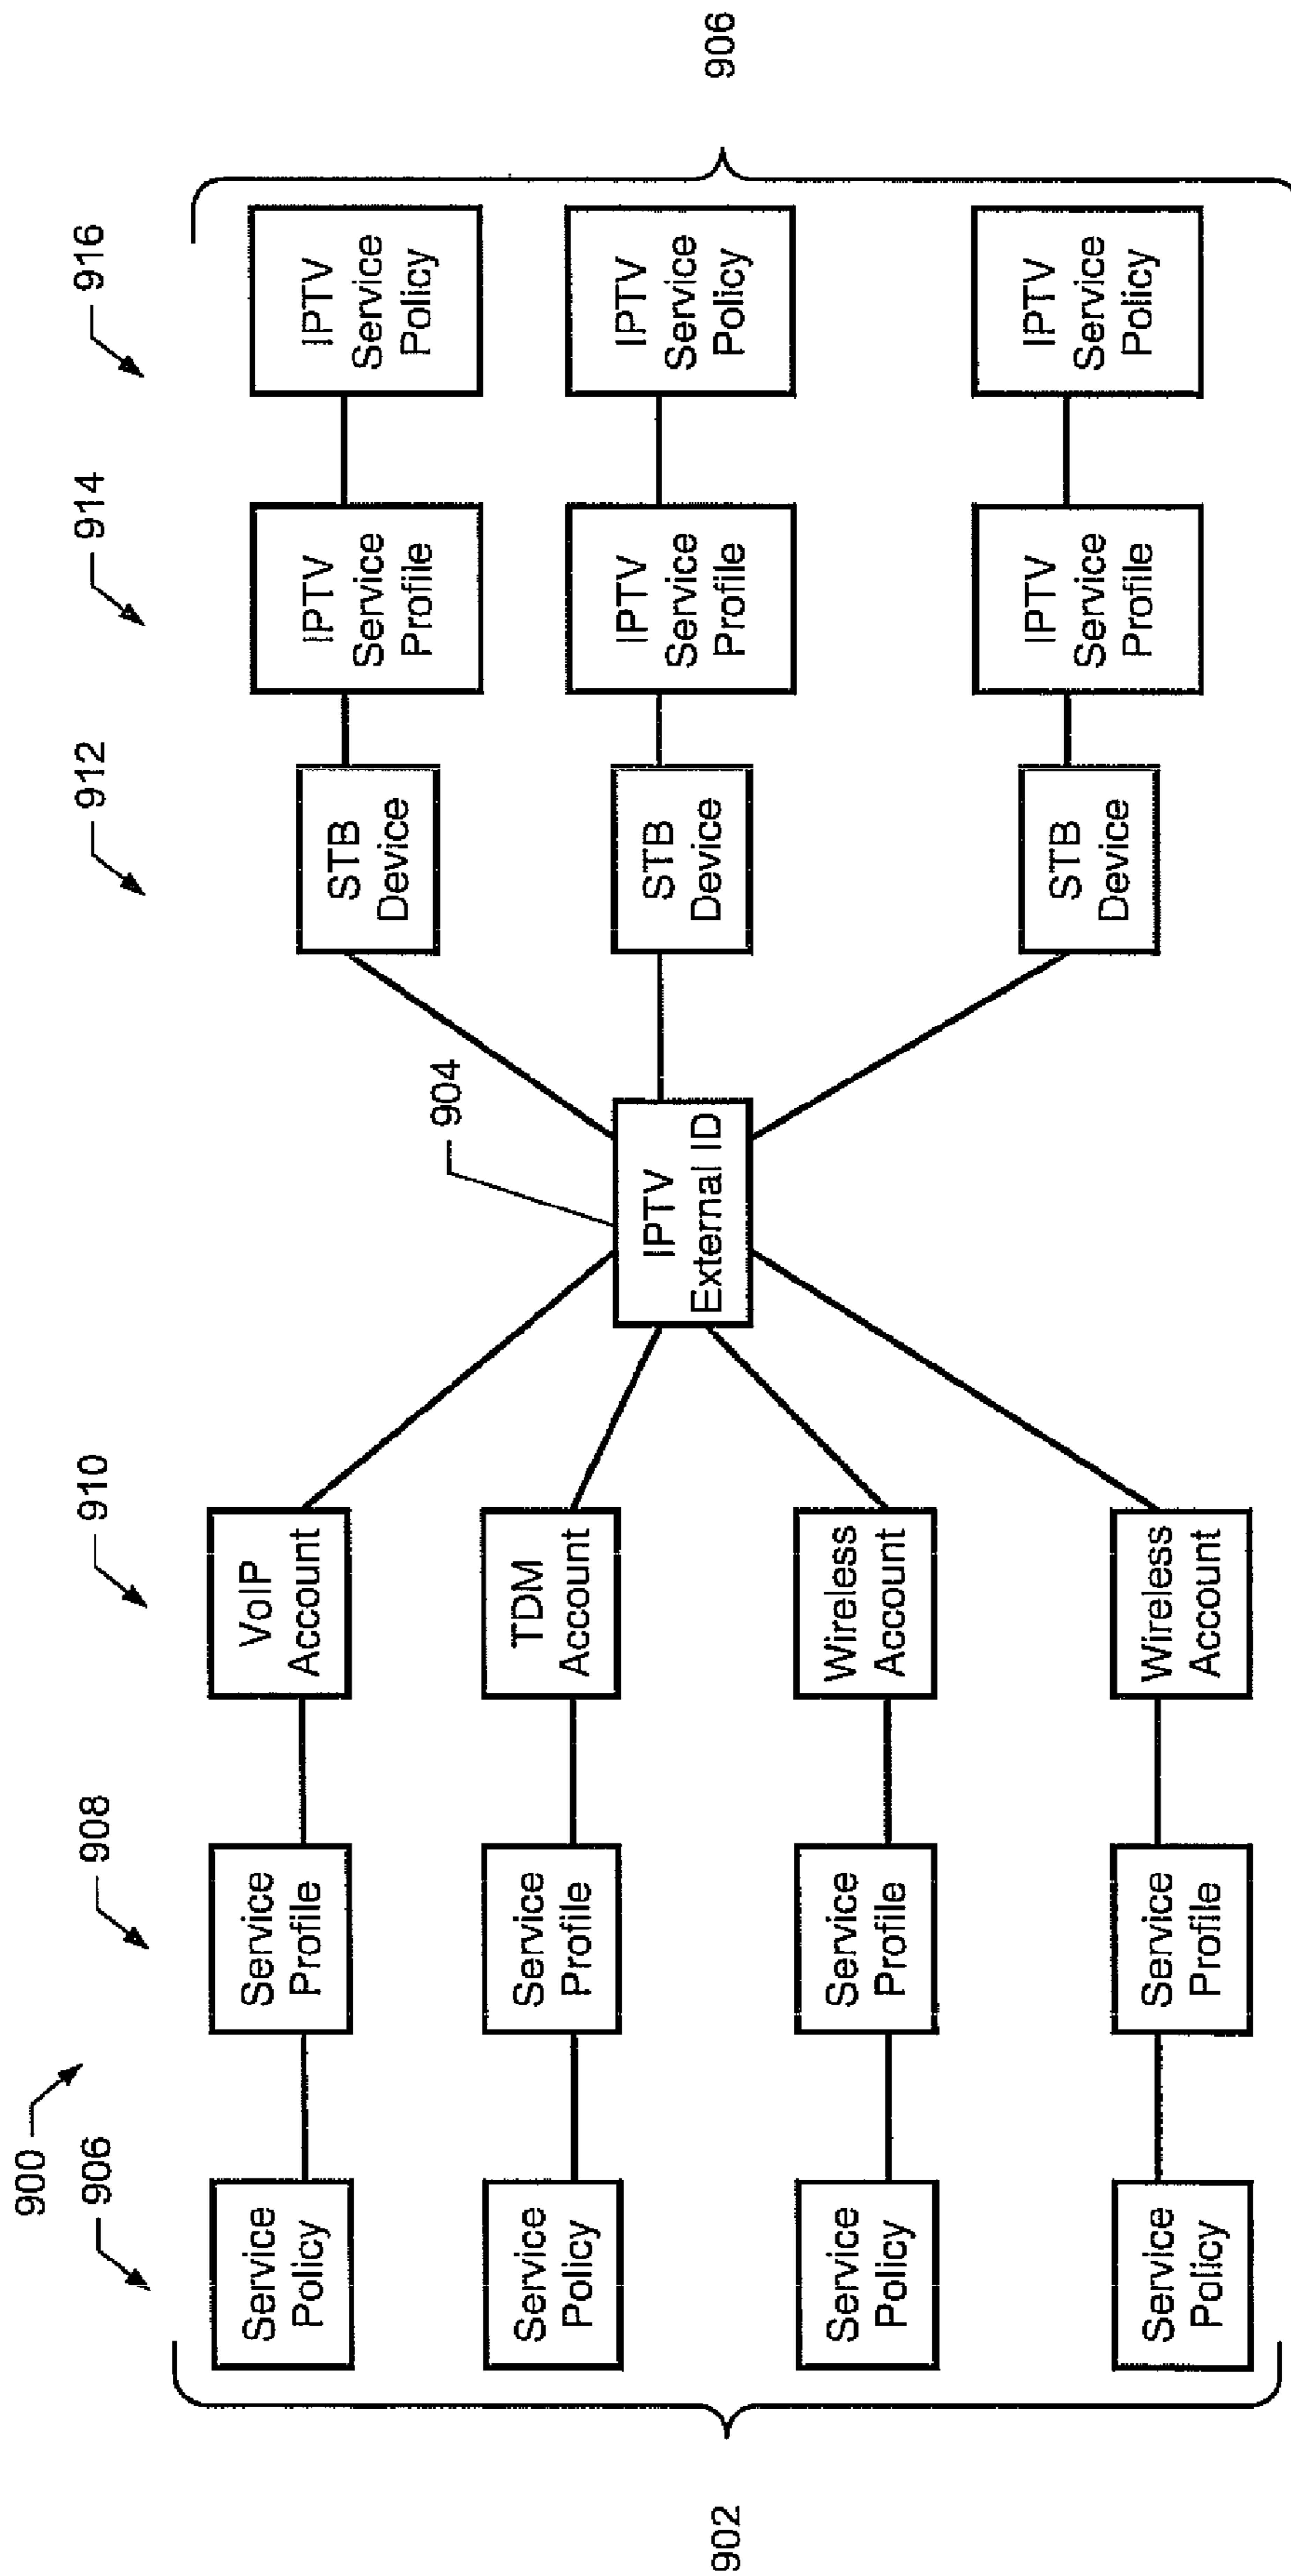 900
906
908
910
912
914
916
904
902
906
Service
Policy
Service
Profile
VoIP
Account
Service
Policy
Service
Profile
TDM
Account
Service
Policy
Service
Profile
Wireless
Account
Service
Policy
Service
Profile
Wireless
Account
IPTV
External ID
STB
Device
IPTV
Service
Profile
IPTV
Service
Policy
STB
Device
IPTV
Service
Profile
IPTV
Service
Policy
STB
Device
IPTV
Service
Profile
IPTV
Service
Policy